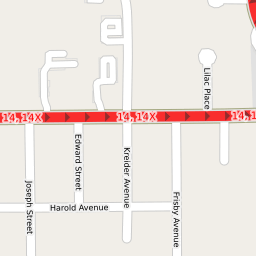 Lilac Place
14, 14X
14, 14X
14, 1
Kreider Avenue
Edward Street
Joseph Street
Frisby Avenue
Harold Avenue